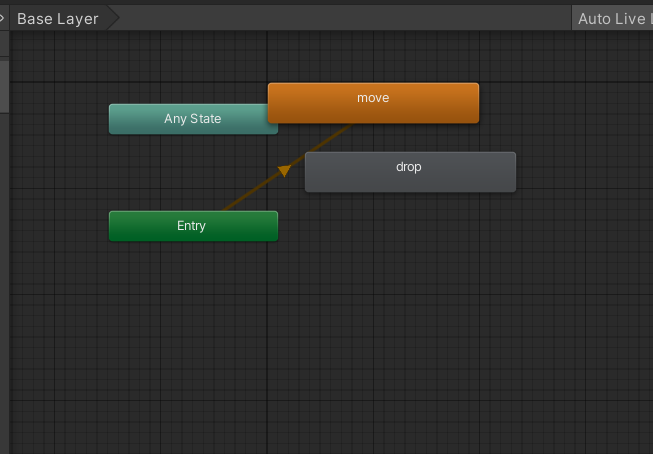 Base Layer
Auto Live
move
Any State
drop
Entry